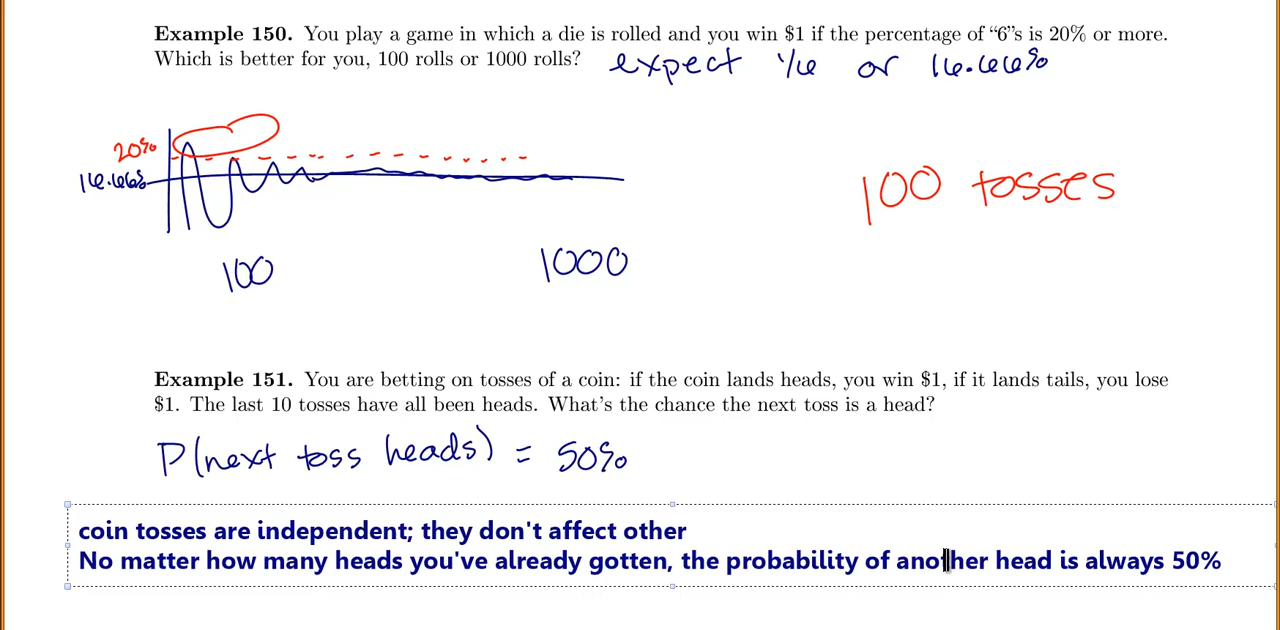 Example 150. You play a game in which a die is rolled and you win $1 if the percentage of “6”s is 20% or more.
Which is better for you, 100 rolls or 1000 rolls? expect 1/6 or 16.66%
20%
16.66%
100 tosses
100
1000
Example 151. You are betting on tosses of a coin: if the coin lands heads, you win $1, if it lands tails, you lose
$1. The last 10 tosses have all been heads. What’s the chance the next toss is a head?
P(next toss heads) = 50%
coin tosses are independent; they don't affect other
No matter how many heads you've already gotten, the probability of another head is always 50%